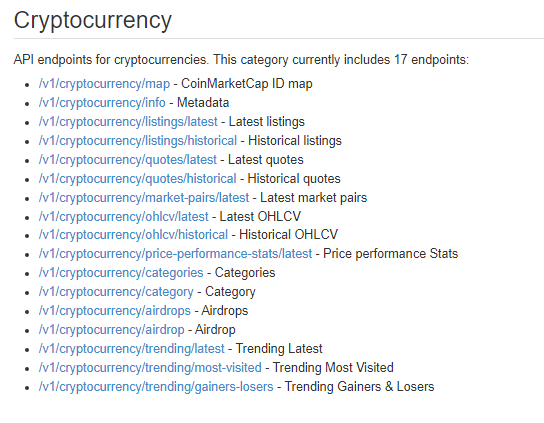 Cryptocurrency
API endpoints for cryptocurrencies. This category currently includes 17 endpoints:
/v1/cryptocurrency/map - CoinMarketCap ID map
/v1/cryptocurrency/info - Metadata
/v1/cryptocurrency/listings/latest - Latest listings
/v1/cryptocurrency/listings/historical - Historical listings
/v1/cryptocurrency/quotes/latest - Latest quotes
/v1/cryptocurrency/quotes/historical - Historical quotes
/v1/cryptocurrency/market-pairs/latest - Latest market pairs
/v1/cryptocurrency/ohlcv/latest - Latest OHLCV
/v1/cryptocurrency/ohlcv/historical - Historical OHLCV
/v1/cryptocurrency/price-performance-stats/latest - Price performance Stats
/v1/cryptocurrency/categories - Categories
/v1/cryptocurrency/category - Category
/v1/cryptocurrency/airdrops - Airdrops
/v1/cryptocurrency/airdrop - Airdrop
/v1/cryptocurrency/trending/latest - Trending Latest
/v1/cryptocurrency/trending/most-visited - Trending Most Visited
/v1/cryptocurrency/trending/gainers-losers - Trending Gainers & Losers